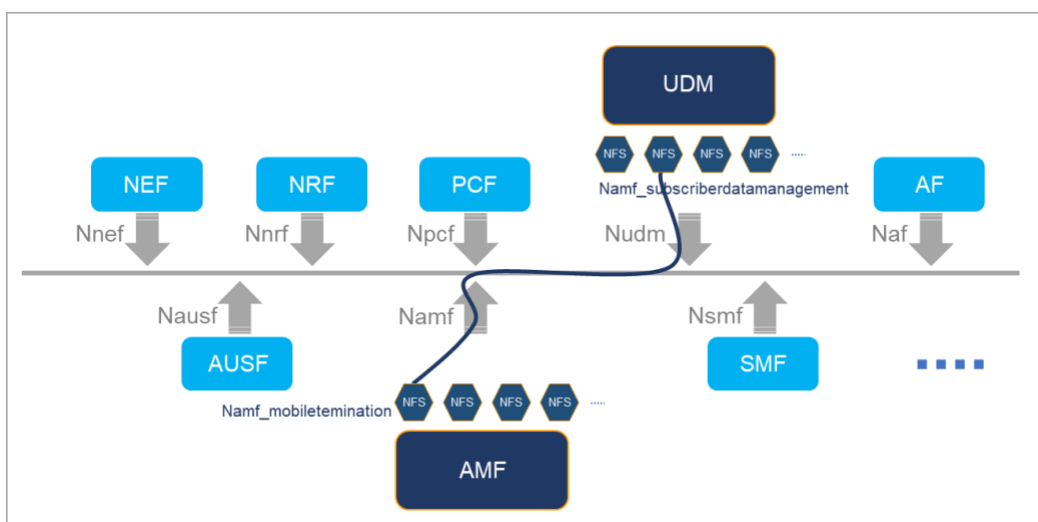 UDM
NFS NFS NFS NFS .....
NEF NRF PCF AF
Namf_subscriberdatamanagement
Nnef Nnrf Npcf Nudm Naf
Nausf Namf Nsmf
AUSF SMF
Namf_mobiletemination NFS NFS NFS NFS .....
AMF